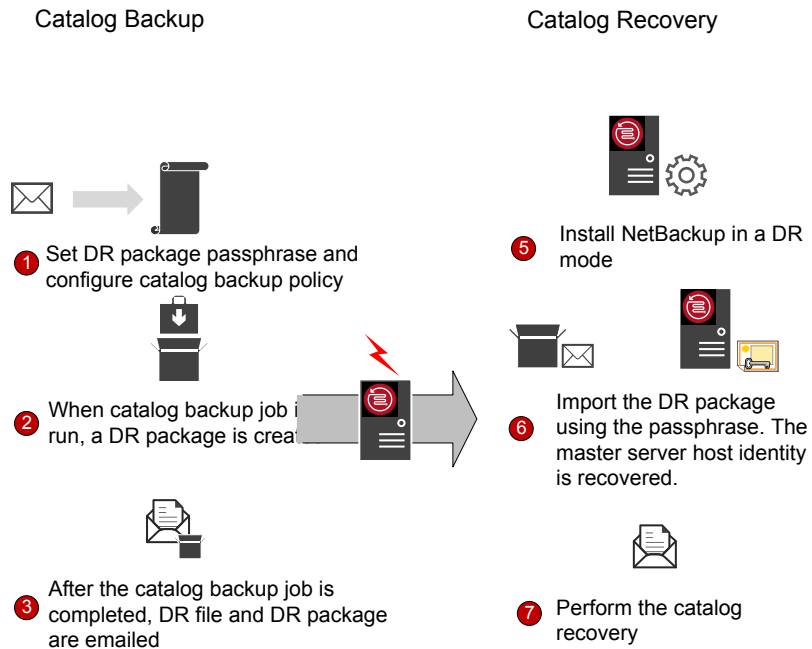 Catalog Backup
Catalog Recovery
1 Set DR package passphrase and
configure catalog backup policy
2 When catalog backup job i
run, a DR package is creat
3 After the catalog backup job is
completed, DR file and DR package
are emailed
5 Install NetBackup in a DR
mode
6 Import the DR package
using the passphrase. The
master server host identity
is recovered.
7 Perform the catalog
recovery